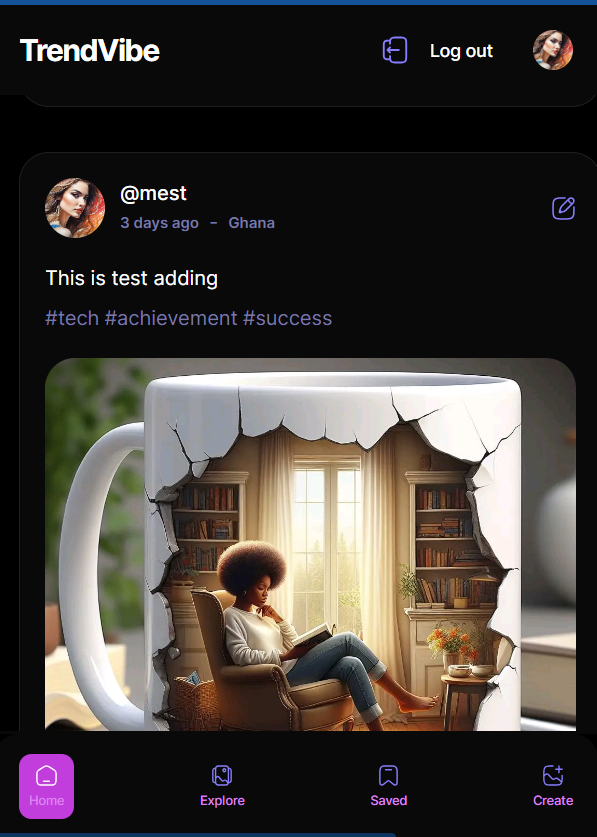 TrendVibe
Log out
@mest
3 days ago – Ghana
This is test adding
#tech #achievement #success
Home
Explore
Saved
Create